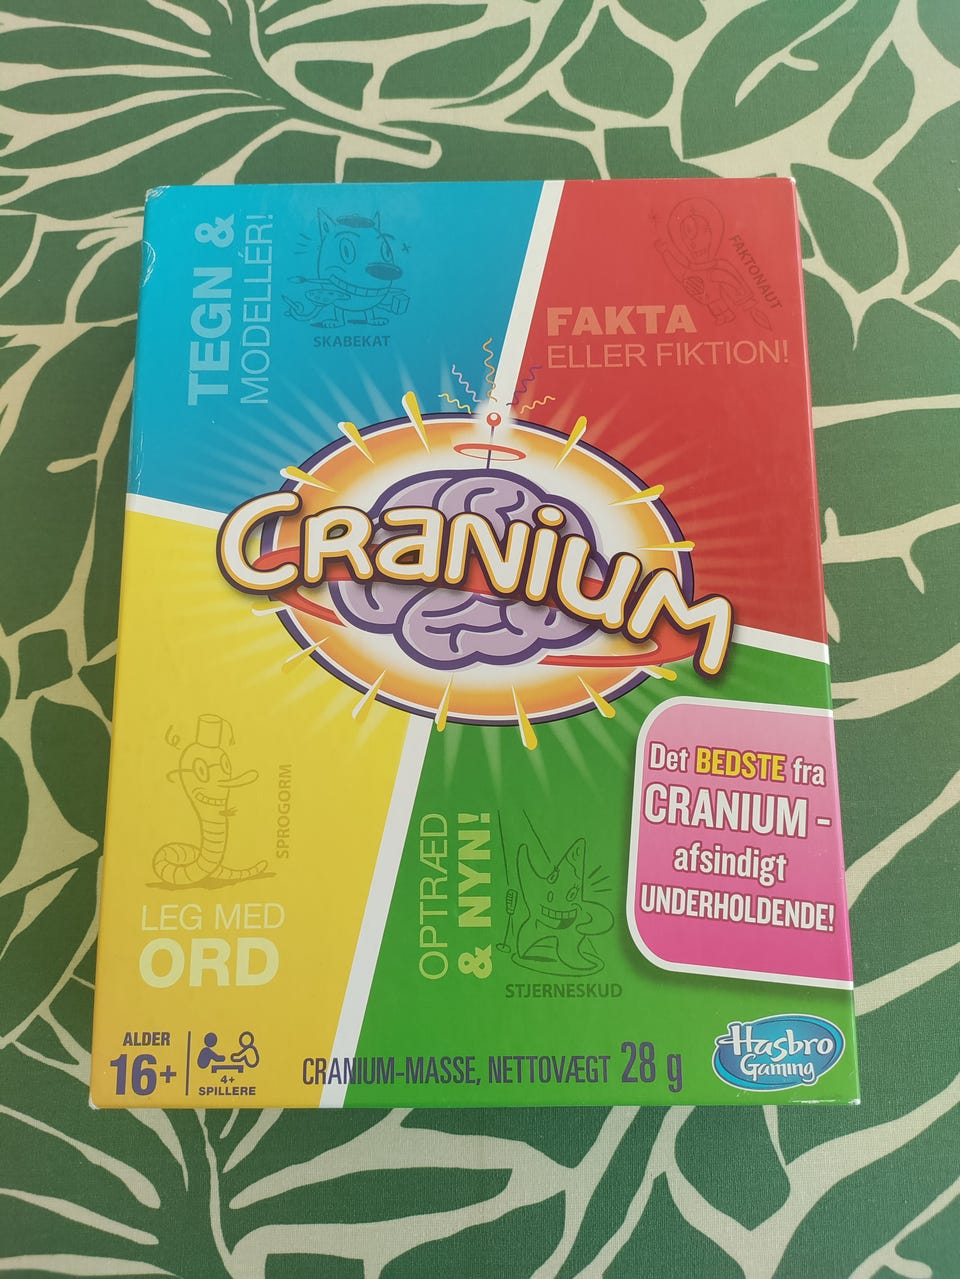 TEGN &
MODELLÉR!
SKABEKAT
FAKTONAUT
FAKTA
ELLER FIKTION!
CRANIUM
SPROGORM
LEG MED
ORD
OPTRÆD
& NYN!
STJERNESKUD
Det BEDSTE fra
CRANIUM -
afsindigt
UNDERHOLDENDE!
ALDER
16+
4+
SPILLERE
CRANIUM-MASSE, NETTOVÆGT 28 g
Hasbro
Gaming